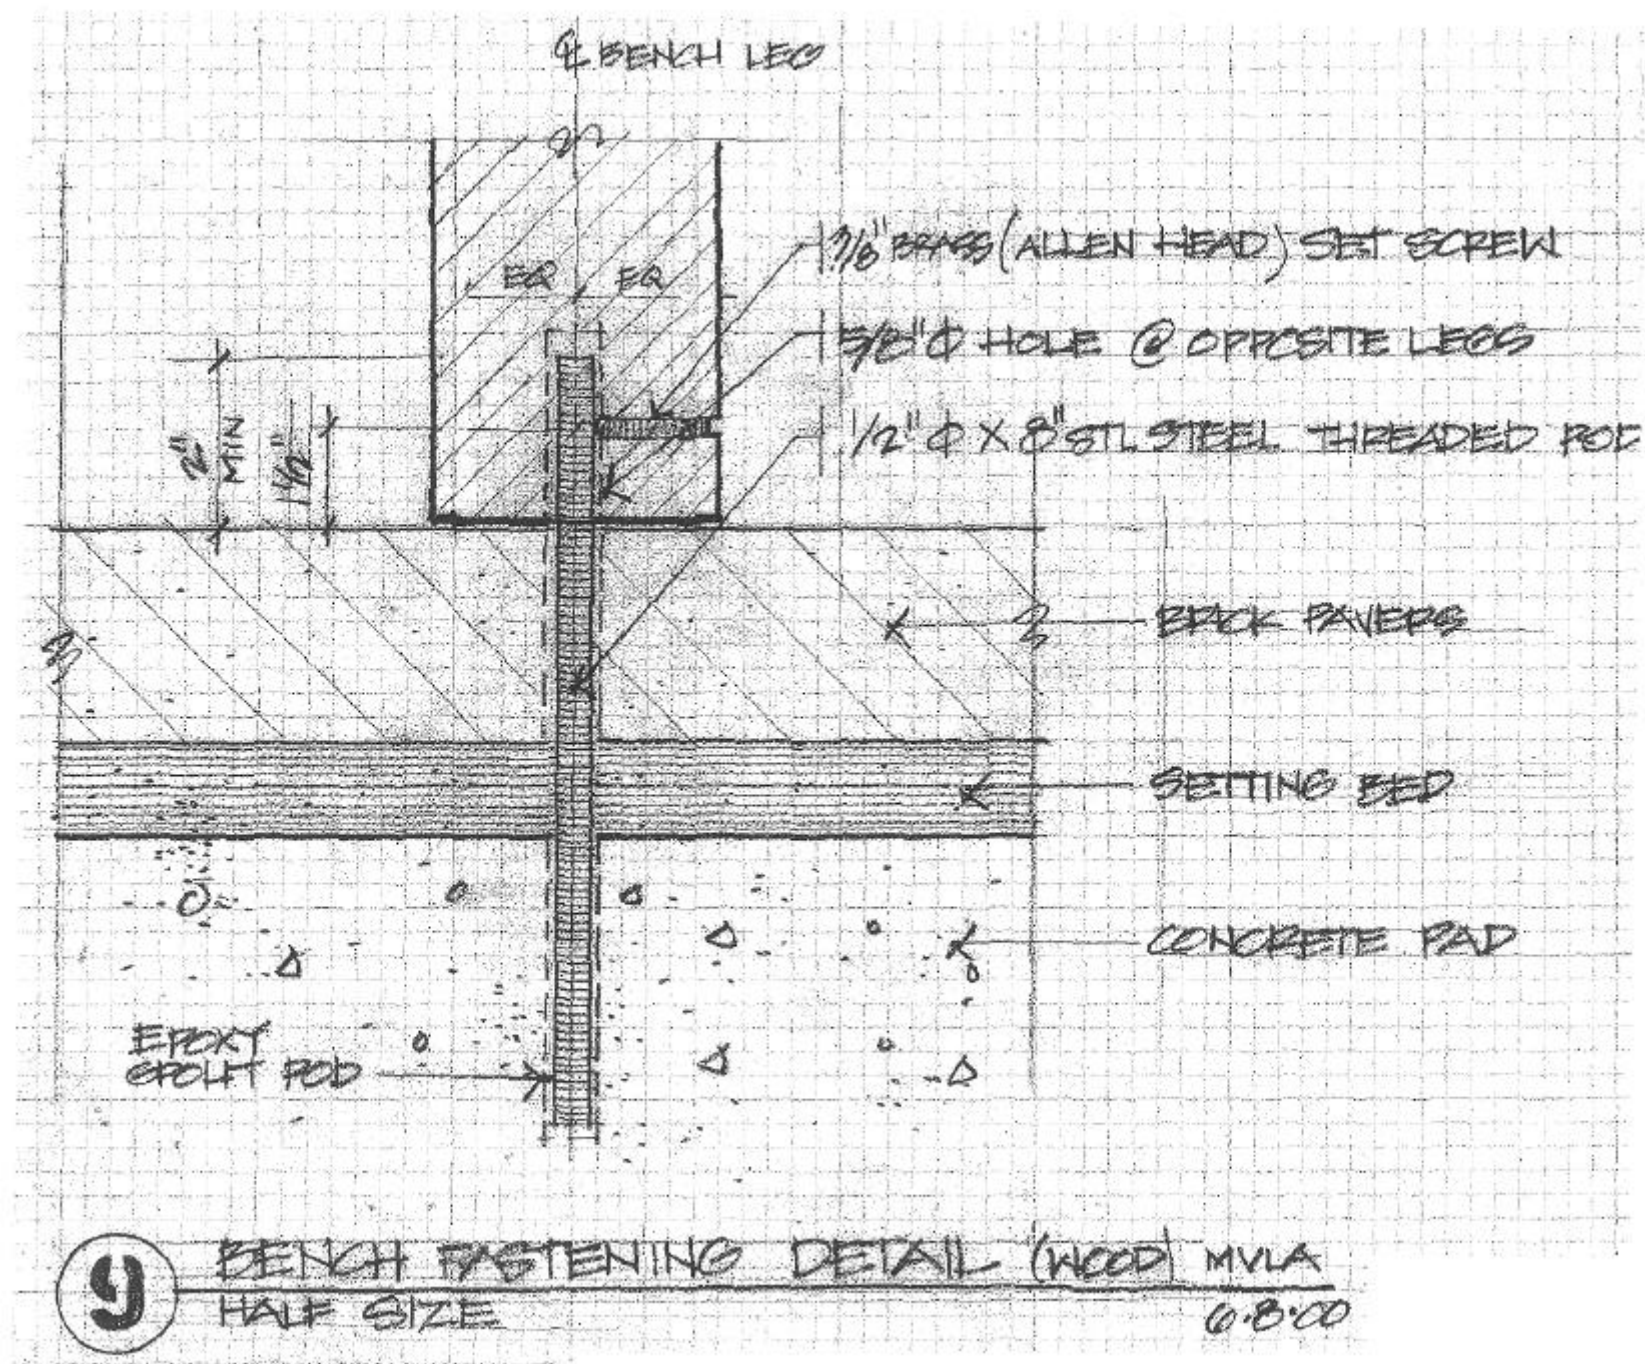 ℄ BENCH LEG
3/8" BRASS (ALLEN HEAD) SET SCREW
EQ EQ
5/8" Φ HOLE @ OPPOSITE LEGS
2" MIN
1½"
1/2" Φ X 8" STL STEEL THREADED ROD
BRICK PAVERS
SETTING BED
CONCRETE PAD
EPOXY
GROUT ROD
9 BENCH FASTENING DETAIL (WOOD) MVLA
HALF SIZE 6·8·00